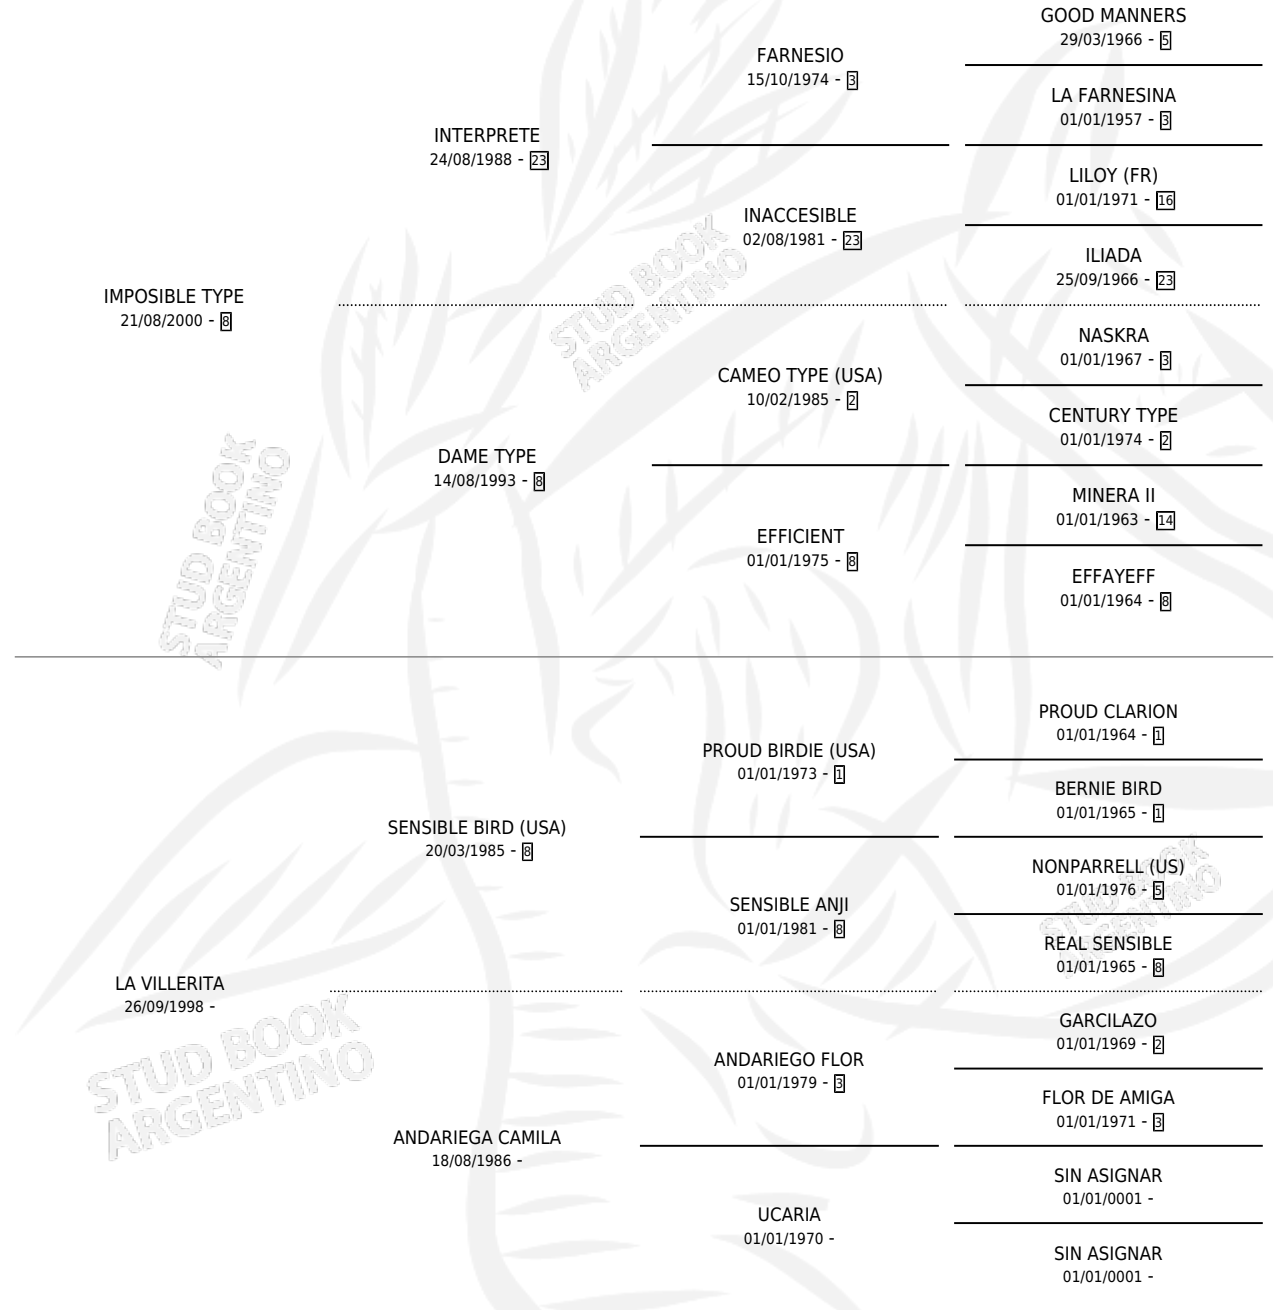 GOOD MANNERS
29/03/1966 - 5
FARNESIO
15/10/1974 - 3
LA FARNESINA
01/01/1957 - 3
INTERPRETE
24/08/1988 - 23
LILOY (FR)
01/01/1971 - 16
INACCESIBLE
02/08/1981 - 23
ILIADA
25/09/1966 - 23
IMPOSIBLE TYPE
21/08/2000 - 8
NASKRA
01/01/1967 - 3
CAMEO TYPE (USA)
10/02/1985 - 2
CENTURY TYPE
01/01/1974 - 2
DAME TYPE
14/08/1993 - 8
MINERA II
01/01/1963 - 14
EFFICIENT
01/01/1975 - 8
EFFAYEFF
01/01/1964 - 8
PROUD CLARION
01/01/1964 - 1
PROUD BIRDIE (USA)
01/01/1973 - 1
BERNIE BIRD
01/01/1965 - 1
SENSIBLE BIRD (USA)
20/03/1985 - 8
NONPARRELL (US)
01/01/1976 - 5
SENSIBLE ANJI
01/01/1981 - 8
REAL SENSIBLE
01/01/1965 - 8
LA VILLERITA
26/09/1998 -
GARCILAZO
01/01/1969 - 2
ANDARIEGO FLOR
01/01/1979 - 3
FLOR DE AMIGA
01/01/1971 - 3
ANDARIEGA CAMILA
18/08/1986 -
SIN ASIGNAR
01/01/0001 -
UCARIA
01/01/1970 -
SIN ASIGNAR
01/01/0001 -
STUD BOOK
ARGENTINO
STUD BOOK
ARGENTINO
STUD BOOK
ARGENTINO
STUD BOOK
ARGENTINO